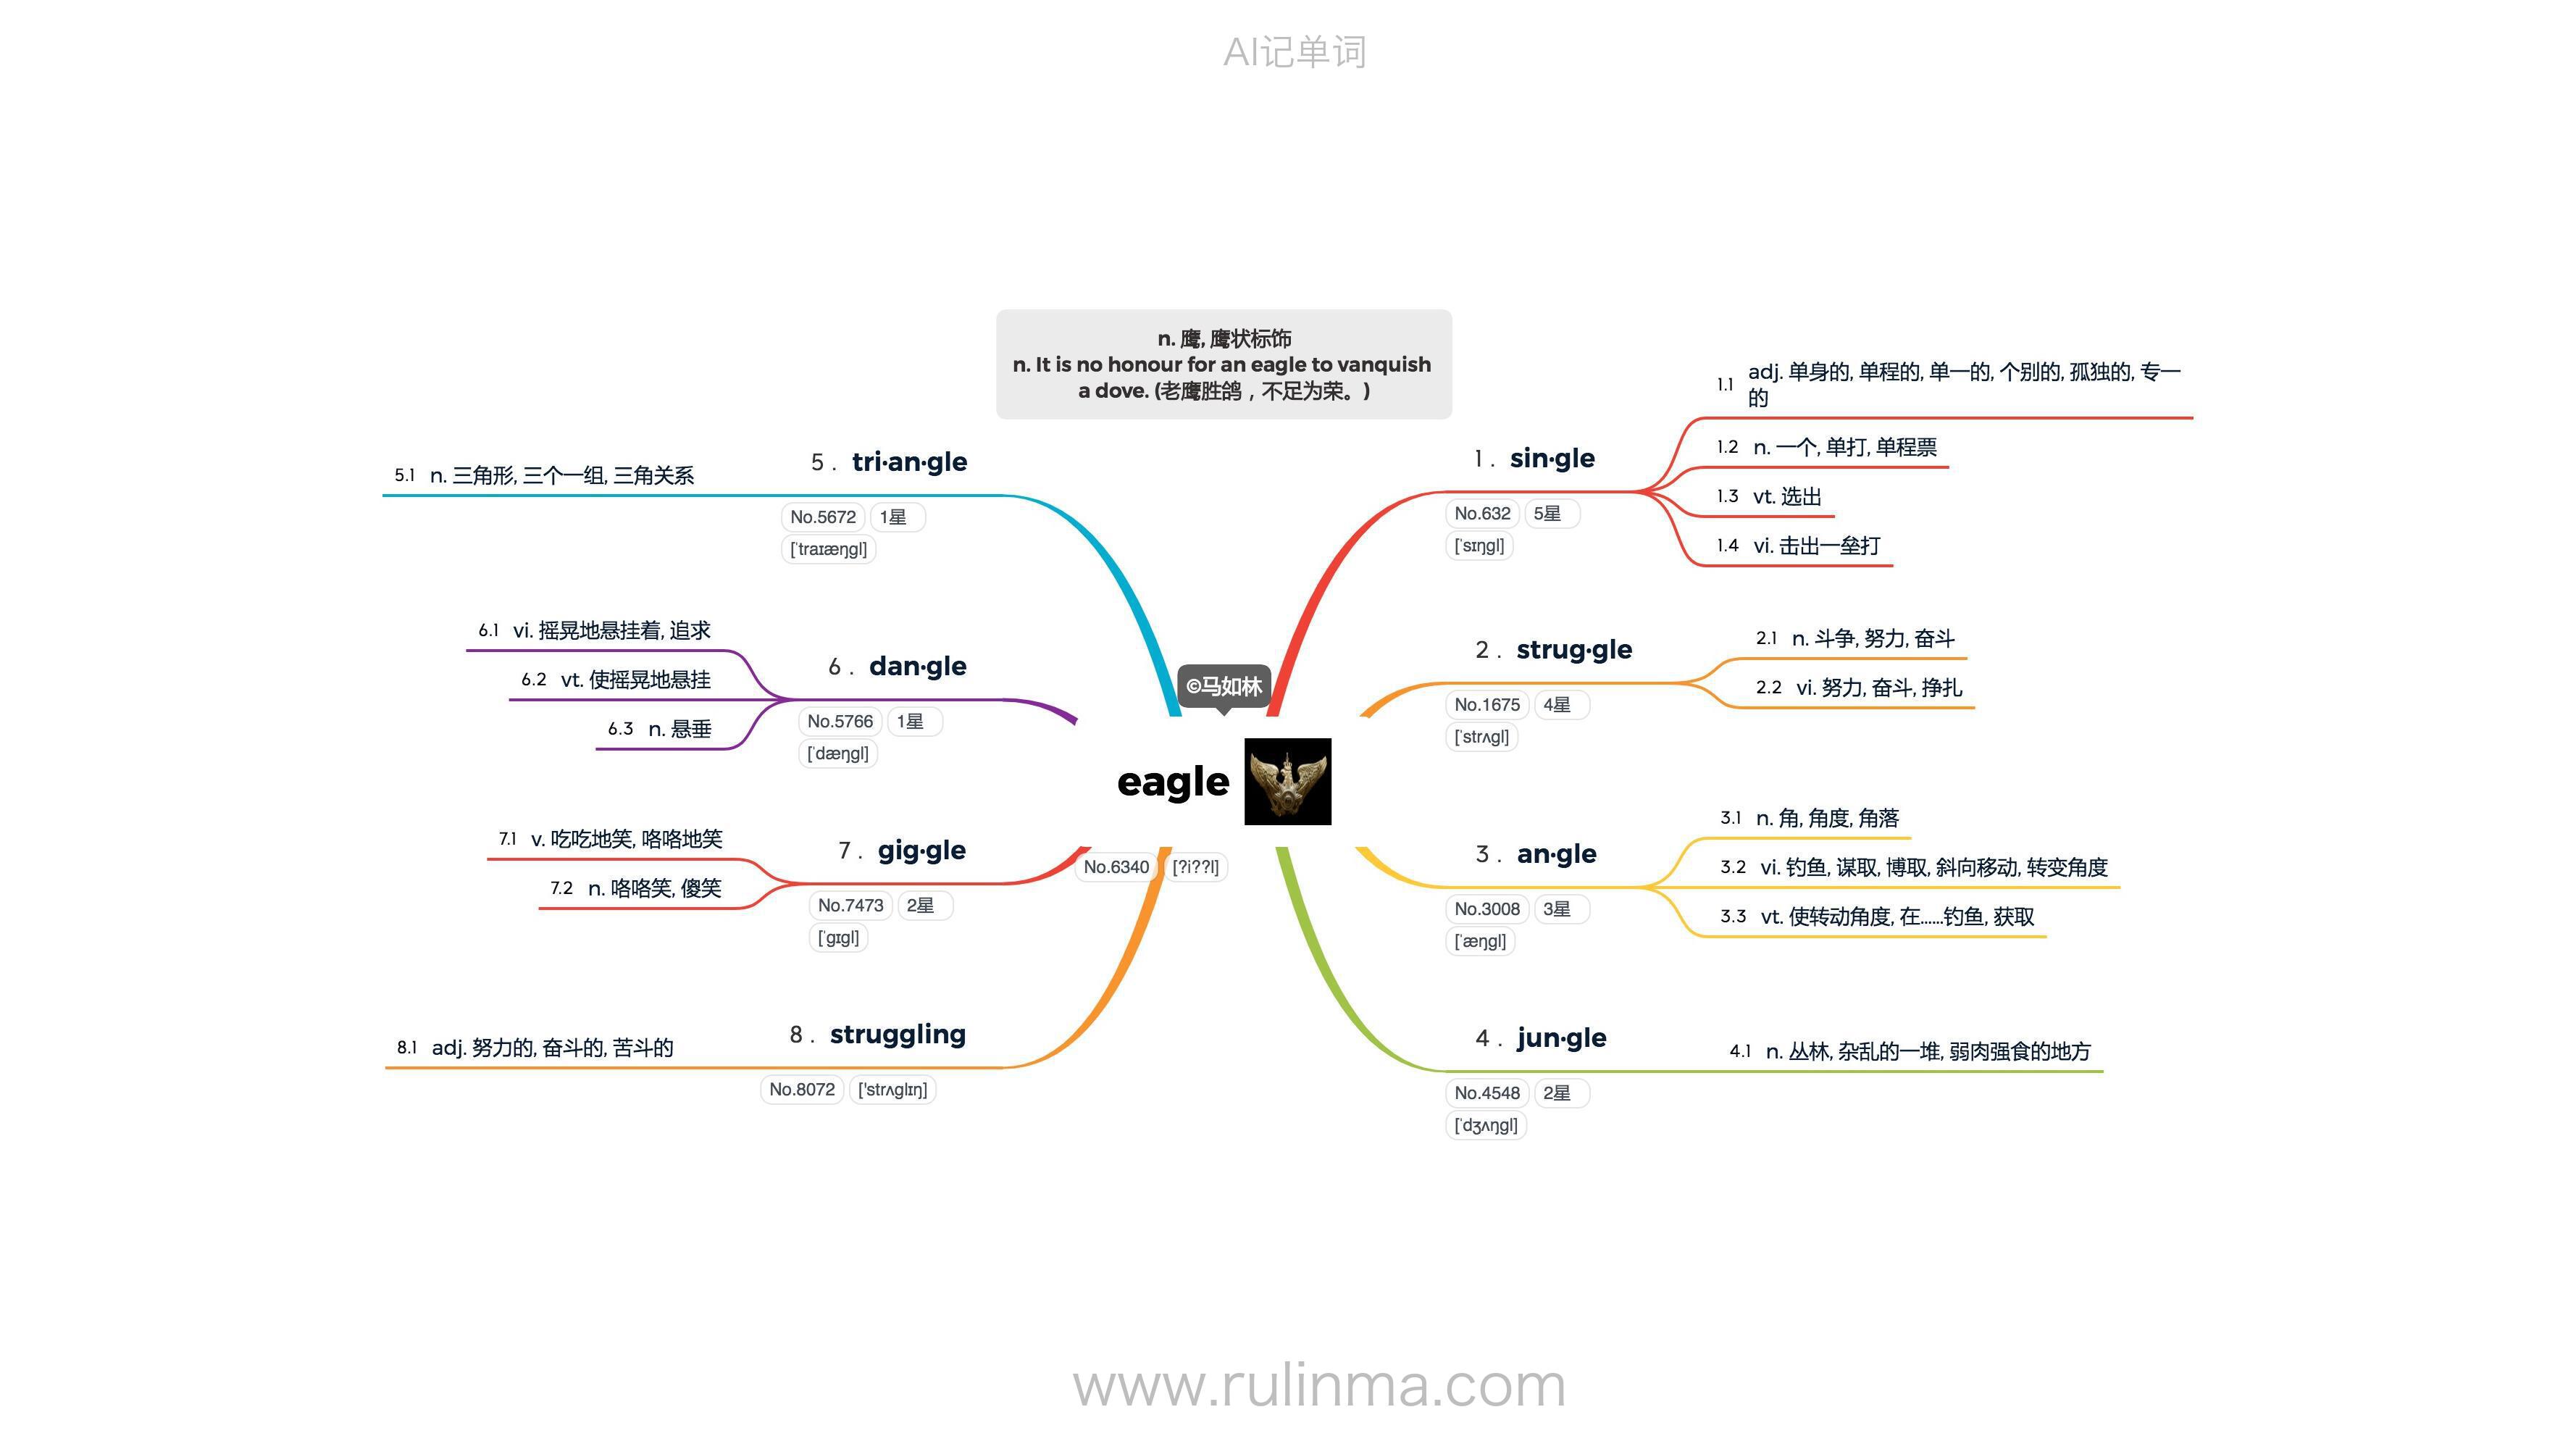 AI记单词
n. 鹰, 鹰状标饰
n. It is no honour for an eagle to vanquish
a dove. (老鹰胜鸽，不足为荣。)
©马如林
eagle
No.6340 [?i??l]
1 . sin·gle
No.632 5星
[ˈsɪŋgl]
1.1 adj. 单身的, 单程的, 单一的, 个别的, 孤独的, 专一
的
1.2 n. 一个, 单打, 单程票
1.3 vt. 选出
1.4 vi. 击出一垒打
2 . strug·gle
No.1675 4星
[ˈstrʌgl]
2.1 n. 斗争, 努力, 奋斗
2.2 vi. 努力, 奋斗, 挣扎
3 . an·gle
No.3008 3星
[ˈæŋgl]
3.1 n. 角, 角度, 角落
3.2 vi. 钓鱼, 谋取, 博取, 斜向移动, 转变角度
3.3 vt. 使转动角度, 在......钓鱼, 获取
4 . jun·gle
No.4548 2星
[ˈdʒʌŋgl]
4.1 n. 丛林, 杂乱的一堆, 弱肉强食的地方
5 . tri·an·gle
No.5672 1星
[ˈtraɪæŋgl]
5.1 n. 三角形, 三个一组, 三角关系
6 . dan·gle
No.5766 1星
[ˈdæŋgl]
6.1 vi. 摇晃地悬挂着, 追求
6.2 vt. 使摇晃地悬挂
6.3 n. 悬垂
7 . gig·gle
No.7473 2星
[ˈgɪgl]
7.1 v. 吃吃地笑, 咯咯地笑
7.2 n. 咯咯笑, 傻笑
8 . struggling
No.8072 ['strʌglɪŋ]
8.1 adj. 努力的, 奋斗的, 苦斗的
www.rulinma.com